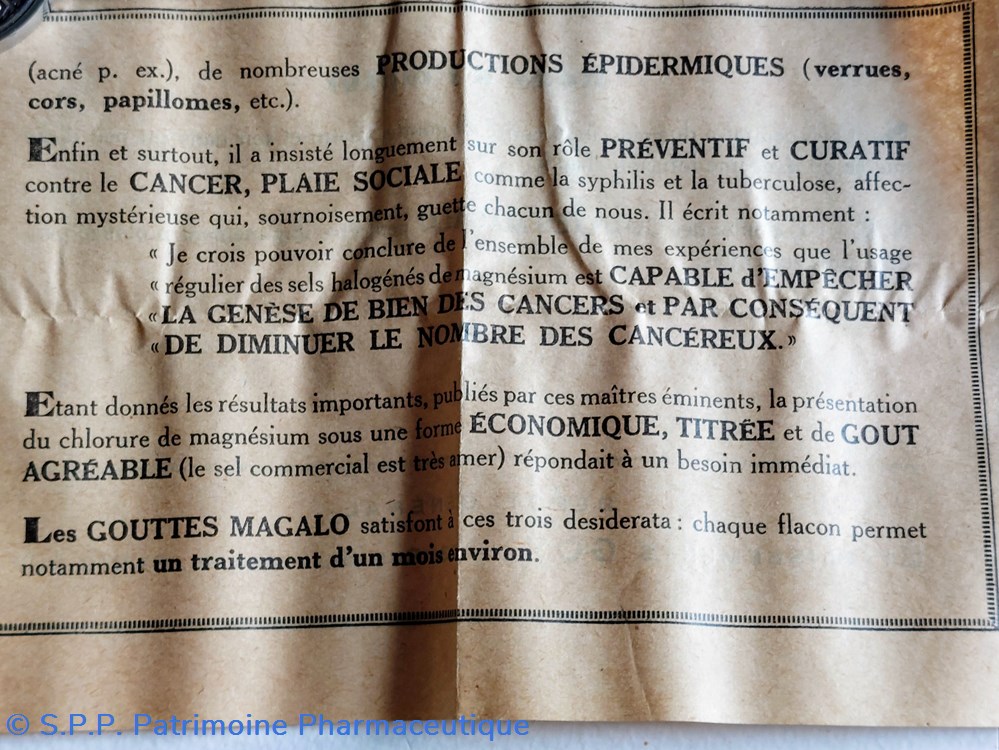 (acné p. ex.), de nombreuses PRODUCTIONS ÉPIDERMIQUES (verrues,
cors, papillomes, etc.).
Enfin et surtout, il a insisté longuement sur son rôle PRÉVENTIF et CURATIF
contre le CANCER, PLAIE SOCIALE comme la syphilis et la tuberculose, affec-
tion mystérieuse qui, sournoisement, guette chacun de nous. Il écrit notamment :
« Je crois pouvoir conclure de l'ensemble de mes expériences que l'usage
« régulier des sels halogénés de magnésium est CAPABLE d'EMPÊCHER
« LA GENÈSE DE BIEN DES CANCERS et PAR CONSÉQUENT
« DE DIMINUER LE NOMBRE DES CANCÉREUX. »
Etant donnés les résultats importants, publiés par ces maîtres éminents, la présentation
du chlorure de magnésium sous une forme ÉCONOMIQUE, TITRÉE et de GOUT
AGRÉABLE (le sel commercial est très amer) répondait à un besoin immédiat.
Les GOUTTES MAGALO satisfont à ces trois desiderata : chaque flacon permet
notamment un traitement d'un mois environ.
© S.P.P. Patrimoine Pharmaceutique